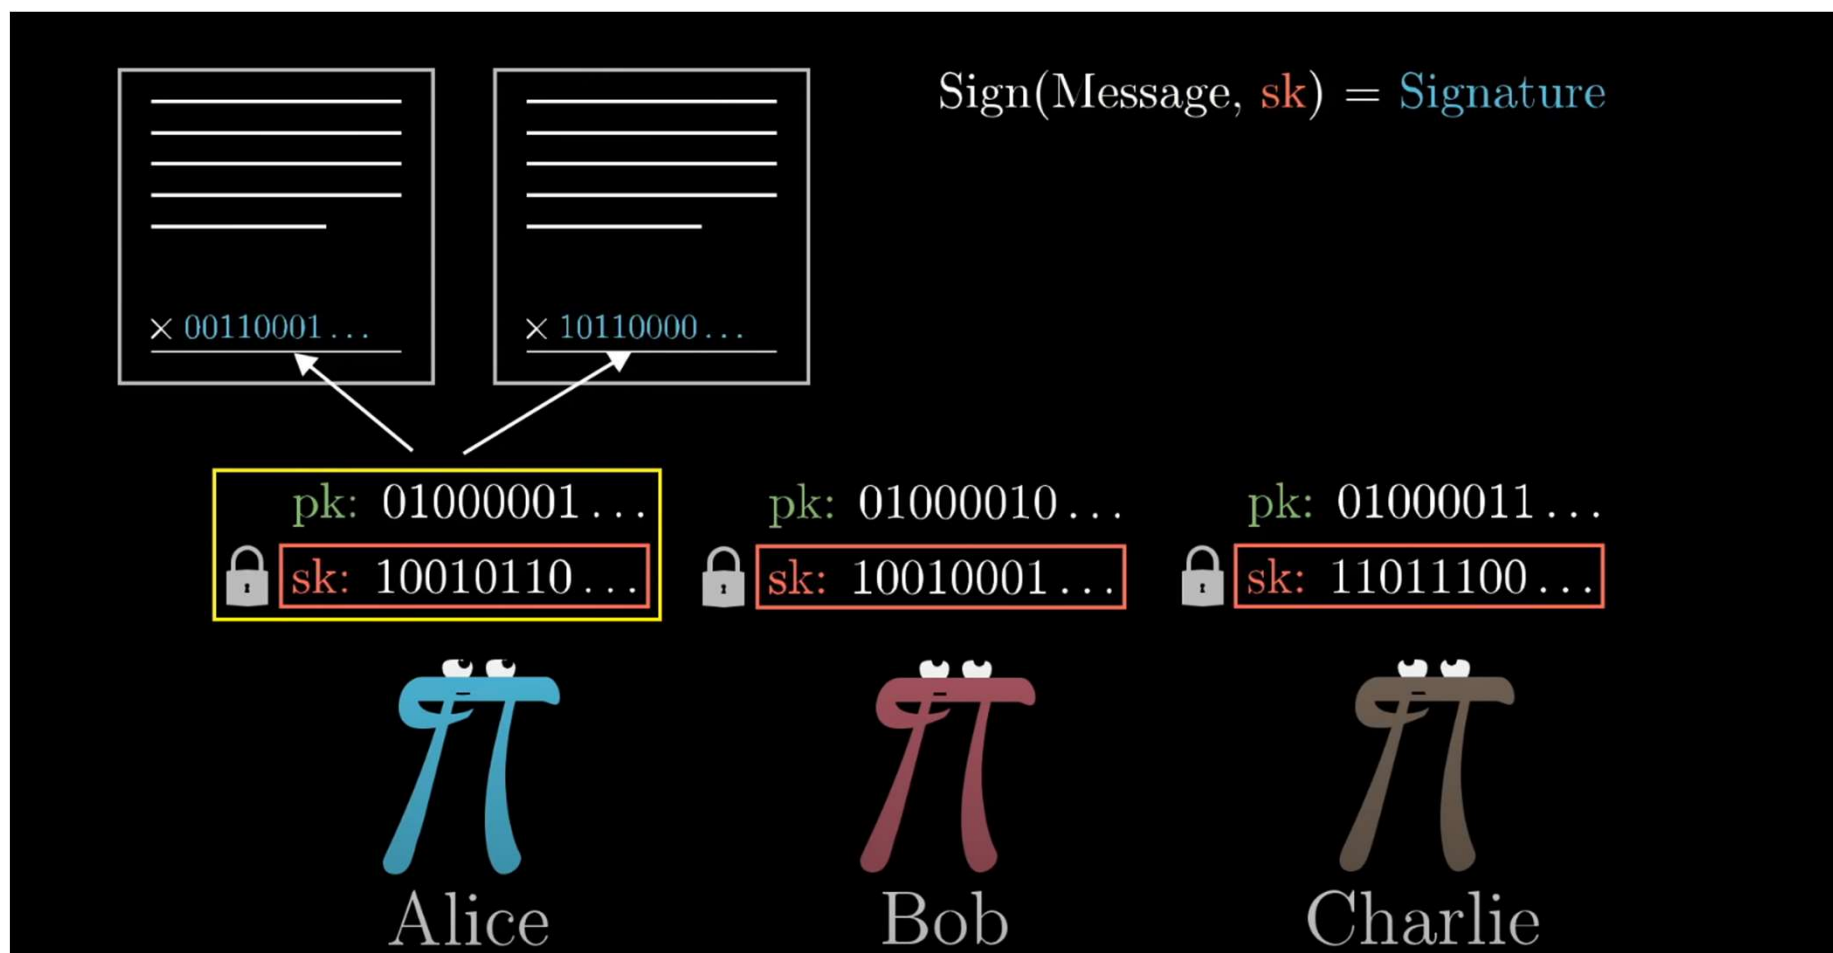 Sign(Message, sk) = Signature
× 00110001...
× 10110000...
pk: 01000001...
sk: 10010110...
pk: 01000010...
sk: 10010001...
pk: 01000011...
sk: 11011100...
Alice
Bob
Charlie